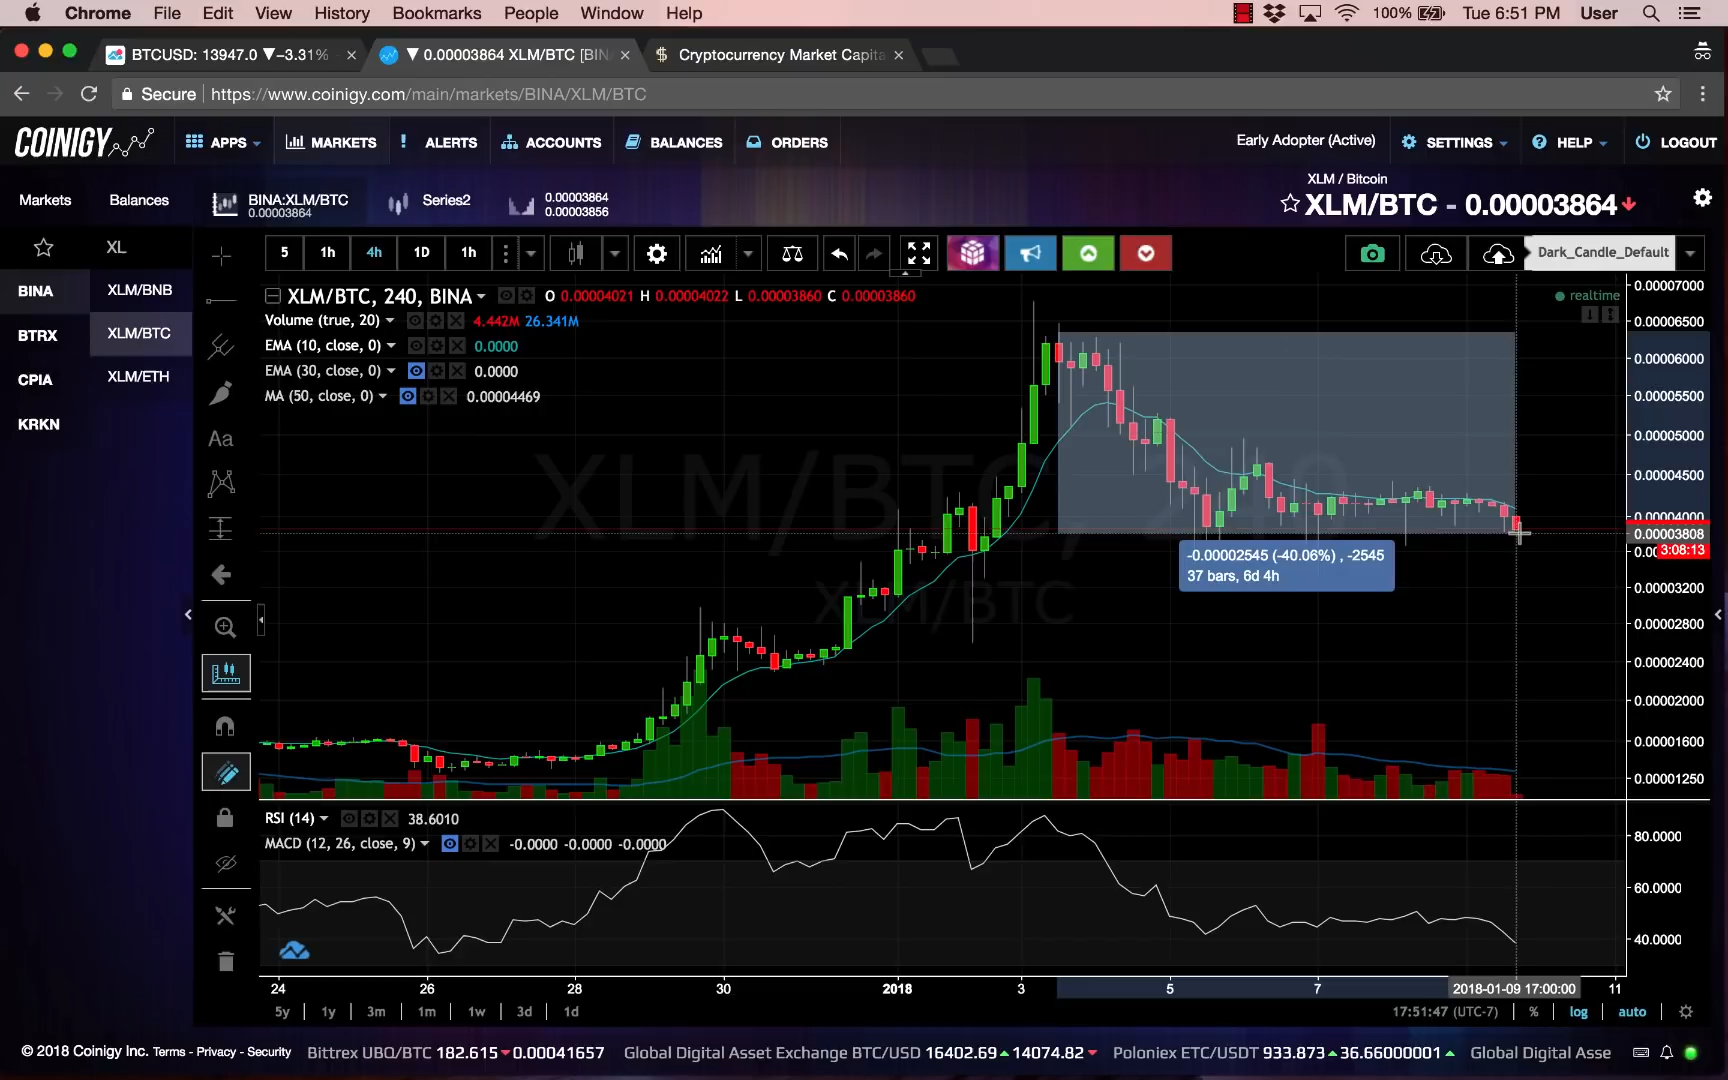 Chrome File Edit View History Bookmarks People Window Help 100% Tue 6:51 PM User
BTCUSD: 13947.0 ▼−3.31%
▼ 0.00003864 XLM/BTC [BIN
Cryptocurrency Market Capita
Secure https://www.coinigy.com/main/markets/BINA/XLM/BTC
COINIGY APPS MARKETS ALERTS ACCOUNTS BALANCES ORDERS Early Adopter (Active) SETTINGS HELP LOGOUT
Markets Balances
BINA:XLM/BTC
0.00003864
Series2
0.00003864
0.00003856
XLM / Bitcoin
XLM/BTC - 0.00003864
XL
BINA
BTRX
CPIA
KRKN
XLM/BNB
XLM/BTC
XLM/ETH
5 1h 4h 1D 1h
Dark_Candle_Default
XLM/BTC, 240, BINA O 0.00004021 H 0.00004022 L 0.00003860 C 0.00003860
realtime
Volume (true, 20) 4.442M 26.341M
EMA (10, close, 0) 0.0000
EMA (30, close, 0) 0.0000
MA (50, close, 0) 0.00004469
Aa
XLM/BTC, 240
XLM/BTC
-0.00002545 (-40.06%) , -2545
37 bars, 6d 4h
0.00007000
0.00006500
0.00006000
0.00005500
0.00005000
0.00004500
0.00004000
0.00003808
3:08:13
0.00003200
0.00002800
0.00002400
0.00002000
0.00001600
0.00001250
RSI (14) 38.6010
MACD (12, 26, close, 9) -0.0000 -0.0000 -0.0000
80.0000
60.0000
40.0000
24 26 28 30 2018 3 5 7 2018-01-09 17:00:00 11
5y 1y 3m 1m 1w 3d 1d 17:51:47 (UTC-7) % log auto
© 2018 Coinigy Inc. Terms - Privacy - Security Bittrex UBQ/BTC 182.615 0.00041657 Global Digital Asset Exchange BTC/USD 16402.69 14074.82 Poloniex ETC/USDT 933.873 36.66000001 Global Digital Asse